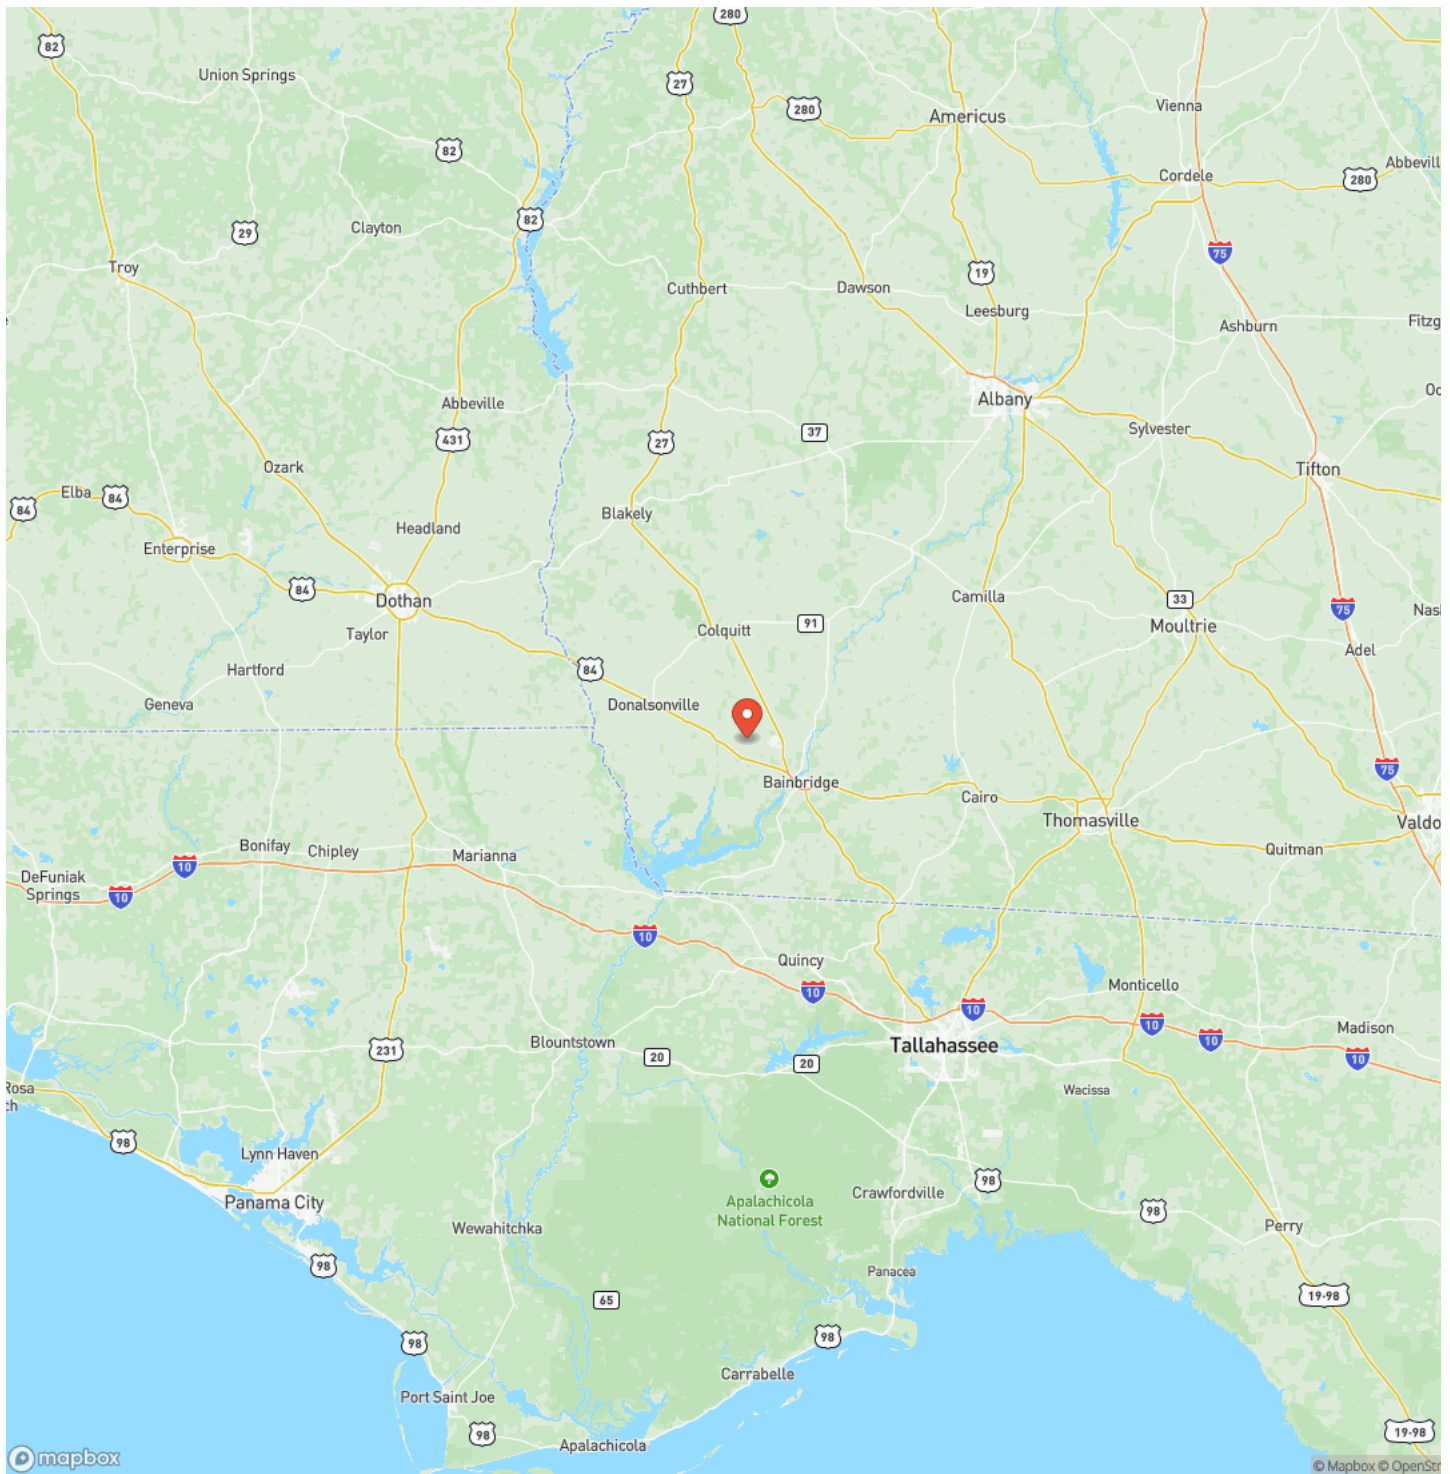 280
82
Union Springs
27
280
Americus
Vienna
82
Abbevill
Cordele
280
82
29
Clayton
75
Troy
19
Cuthbert
Dawson
Leesburg
Ashburn
Fitzg
Abbeville
Albany
Oc
431
27
37
Sylvester
Ozark
Tifton
Elba
84
84
Blakely
Headland
Enterprise
84
Dothan
Camilla
33
75
Nash
91
Colquitt
Moultrie
Taylor
Adel
84
Hartford
Geneva
Donalsonville
75
Bainbridge
Cairo
Thomasville
Valdo
Bonifay
Chipley
Marianna
Quitman
10
DeFuniak
Springs
10
10
Quincy
10
Monticello
10
10
Madison
Blountstown
Tallahassee
10
231
20
20
10
Rosa
ch
Wacissa
98
Lynn Haven
98
Apalachicola
National Forest
Crawfordville
Panama City
98
Wewahitchka
Perry
98
Panacea
65
19-98
98
98
Carrabelle
Port Saint Joe
98
Apalachicola
19-98
mapbox
© Mapbox © OpenStr